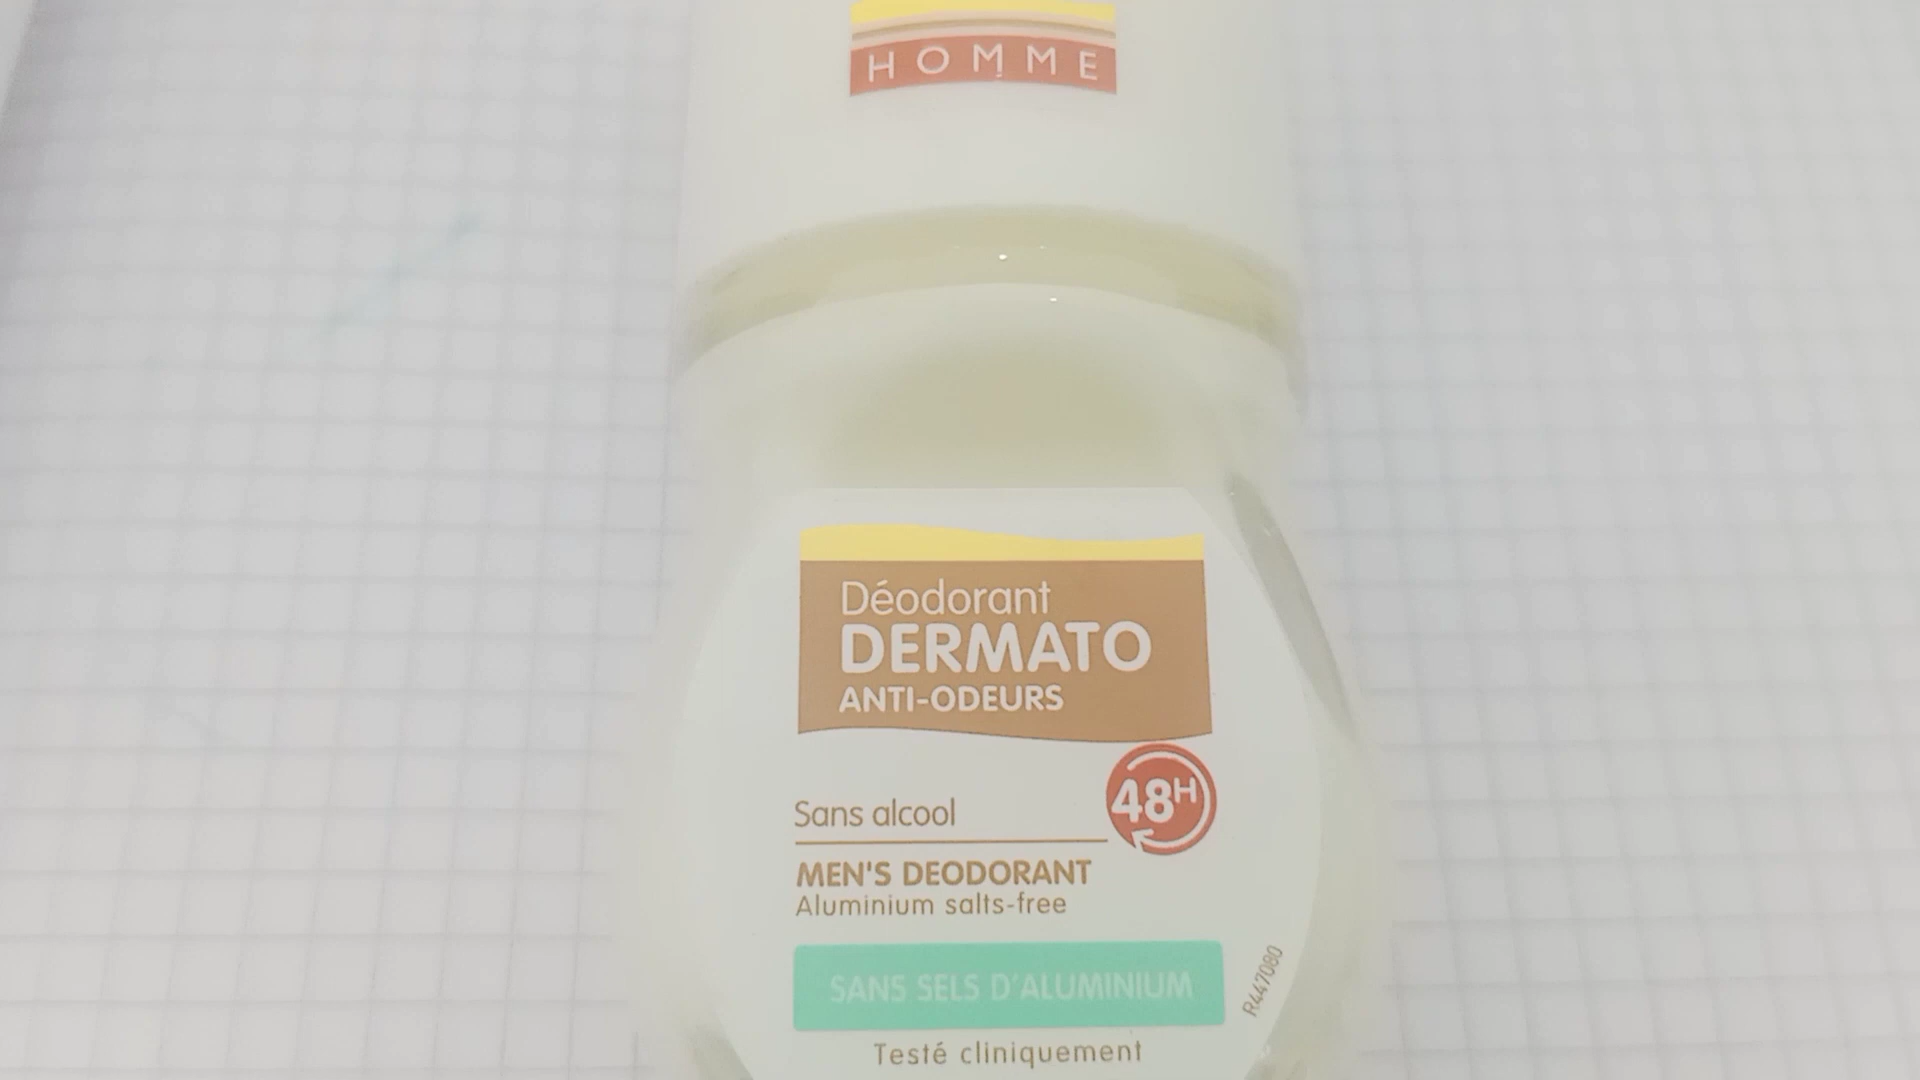 HOMME
Déodorant
DERMATO
ANTI-ODEURS
48H
Sans alcool
MEN'S DEODORANT
Aluminium salts-free
SANS SELS D'ALUMINIUM
R447080
Testé cliniquement